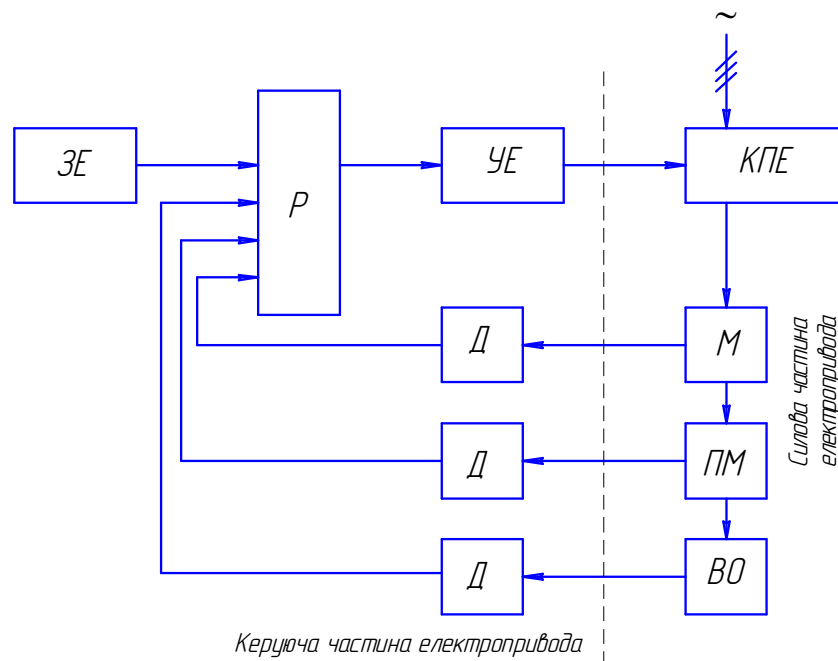 ~
ЗЕ
Р
УЕ
КПЕ
Д
М
Д
ПМ
Д
ВО
Силова частина
електропривода
Керуюча частина електропривода